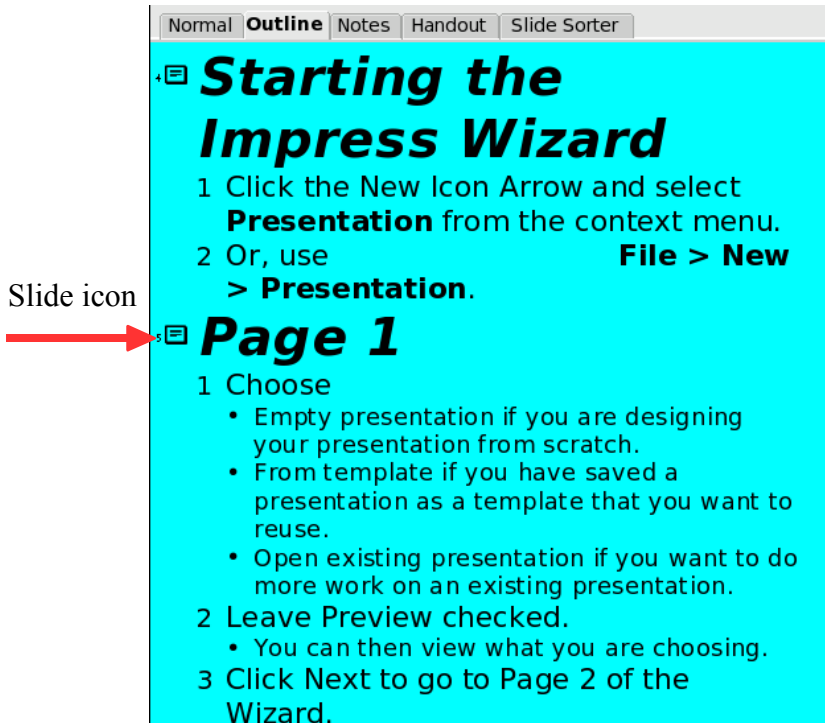 Normal Outline Notes Handout Slide Sorter
4 Starting the
Impress Wizard
1 Click the New Icon Arrow and select
Presentation from the context menu.
2 Or, use File > New
> Presentation.
Slide icon
5 Page 1
1 Choose
• Empty presentation if you are designing
your presentation from scratch.
• From template if you have saved a
presentation as a template that you want to
reuse.
• Open existing presentation if you want to do
more work on an existing presentation.
2 Leave Preview checked.
• You can then view what you are choosing.
3 Click Next to go to Page 2 of the
Wizard.